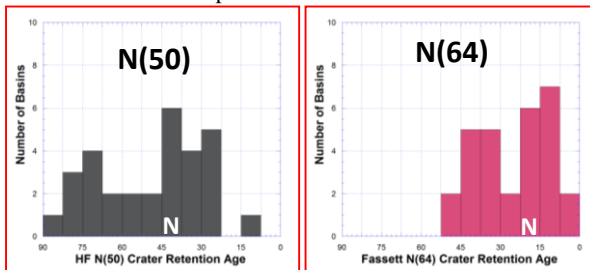 N(50)
Number of Basins
10
8
6
4
2
0
N
90 75 60 45 30 15 0
HF N(50) Crater Retention Age
N(64)
Number of Basins
10
8
6
4
2
0
N
90 75 60 45 30 15 0
Fassett N(64) Crater Retention Age